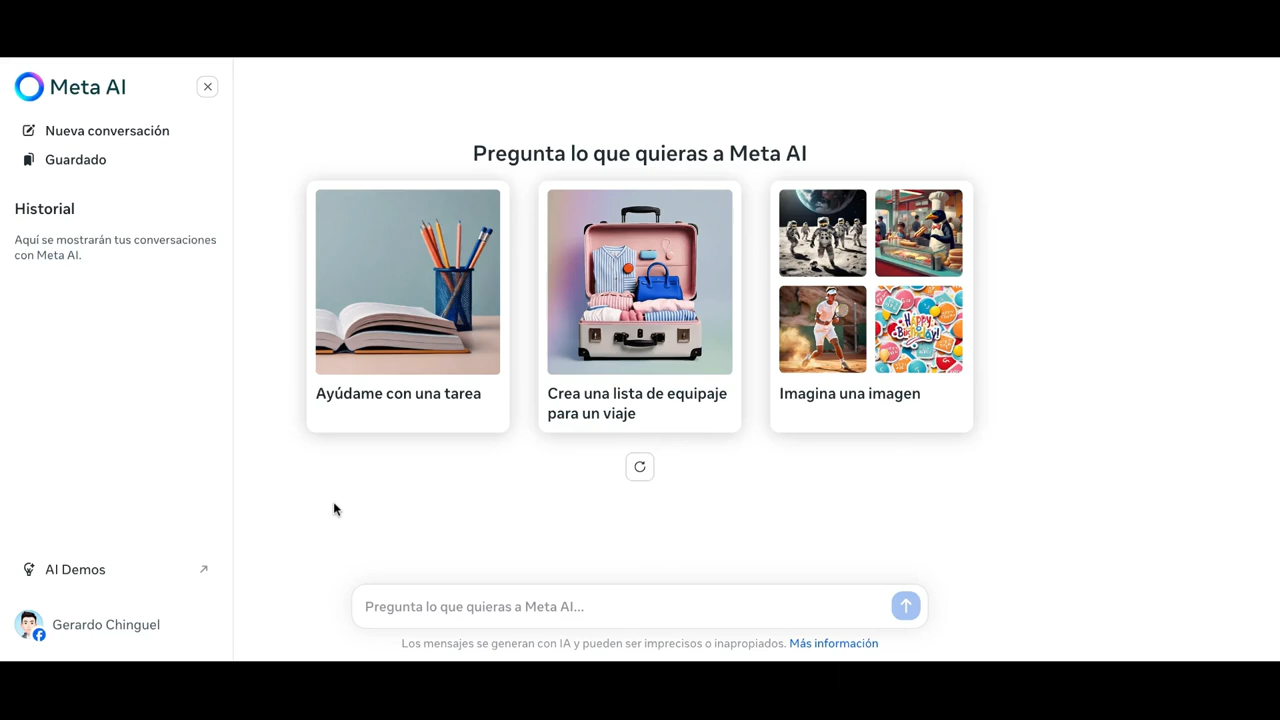 Meta AI
Nueva conversación
Guardado
Historial
Aquí se mostrarán tus conversaciones
con Meta AI.
AI Demos
Gerardo Chinguel
Pregunta lo que quieras a Meta AI
Ayúdame con una tarea
Crea una lista de equipaje
para un viaje
Happy
Birthday!
Imagina una imagen
Pregunta lo que quieras a Meta AI...
Los mensajes se generan con IA y pueden ser imprecisos o inapropiados. Más información